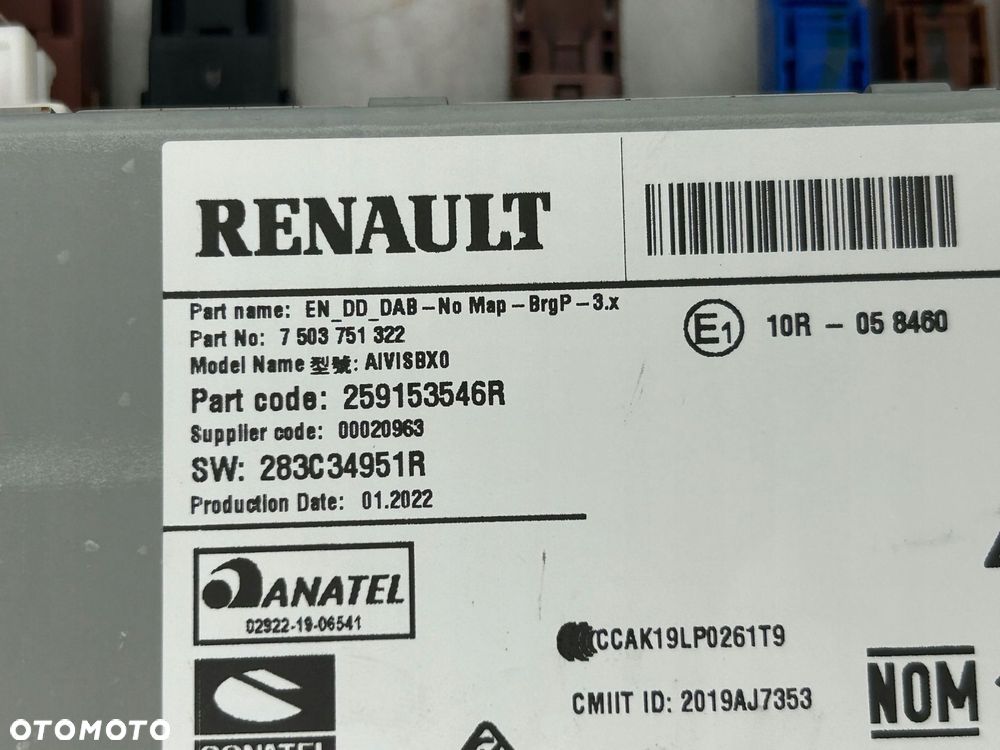 RENAULT
Part name: EN_DD_DAB-No Map-BrgP-3.x
Part No: 7 503 751 322
Model Name 型號: AIVISBX0
Part code: 259153546R
Supplier code: 00020963
SW: 283C34951R
Production Date: 01.2022
E1 10R - 05 8460
ANATEL
02922-19-06541
CCAK19LP0261T9
CMIIT ID: 2019AJ7353
NOM
CONATEL
OTOMOTO